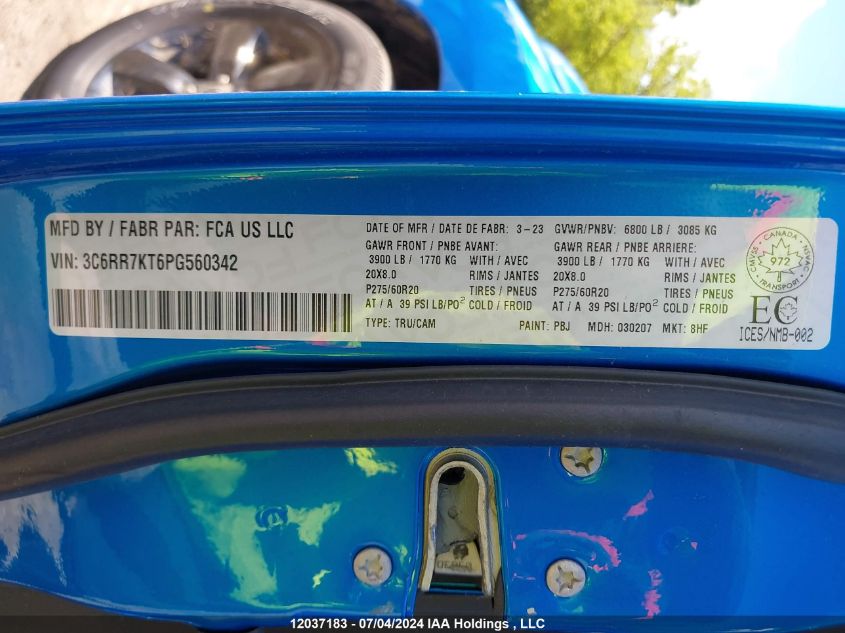 MFD BY / FABR PAR: FCA US LLC
VIN: 3C6RR7KT6PG560342
DATE OF MFR / DATE DE FABR: 3-23 GVWR/PNBV: 6800 LB / 3085 KG
GAWR FRONT / PNBE AVANT: GAWR REAR / PNBE ARRIERE:
3900 LB / 1770 KG WITH / AVEC 3900 LB / 1770 KG WITH / AVEC
20X8.0 RIMS / JANTES 20X8.0 RIMS / JANTES
P275/60R20 TIRES / PNEUS P275/60R20 TIRES / PNEUS
AT / A 39 PSI LB/PO² COLD / FROID AT / A 39 PSI LB/PO² COLD / FROID
TYPE: TRU/CAM PAINT: PBJ MDH: 030207 MKT: 8HF
CMVSS · CANADA · NSVAC
972
TRANSPORT
EC
ICES/NMB-002
12037183 - 07/04/2024 IAA Holdings , LLC